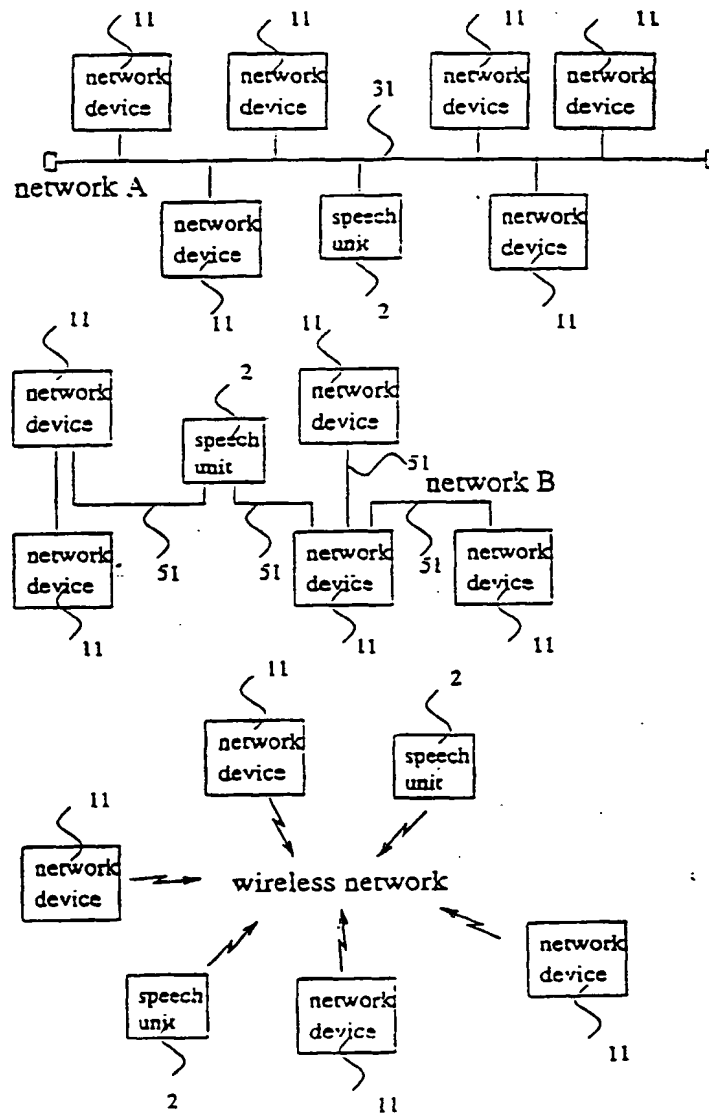 11 11 11 11
network device
network device
network device
network device
31
network A
network device
speech unit
network device
11 2 11
11 2 11
network device
speech unit
network device
51
network B
51 51 51
network device
network device
network device
11 11 11
11 2
network device
speech unit
11
network device
wireless network
network device
speech unit
network device
11
2 11